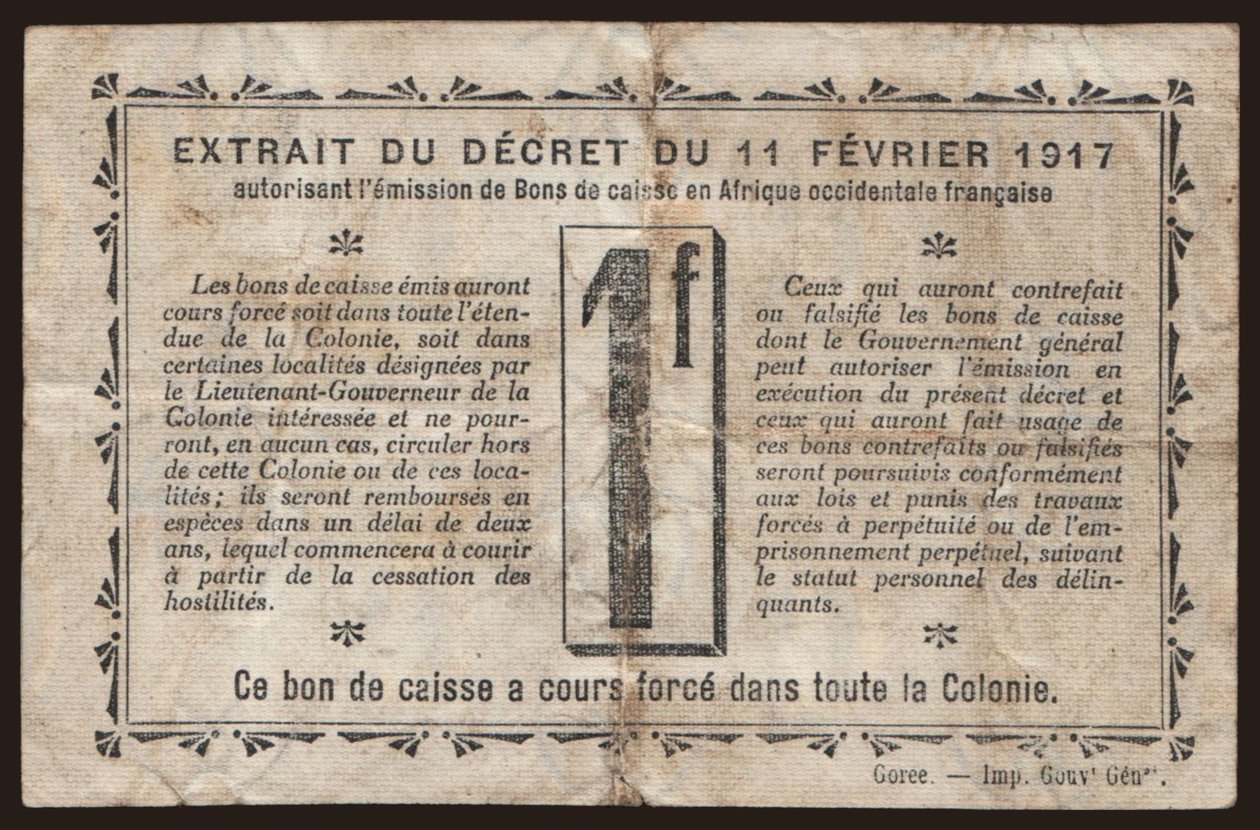 EXTRAIT DU DÉCRET DU 11 FÉVRIER 1917
autorisant l'émission de Bons de caisse en Afrique occidentale française
Les bons de caisse émis auront
cours forcé soit dans toute l'éten-
due de la Colonie, soit dans
certaines localités désignées par
le Lieutenant-Gouverneur de la
Colonie intéressée et ne pour-
ront, en aucun cas, circuler hors
de cette Colonie ou de ces loca-
lités; ils seront remboursés en
espèces dans un délai de deux
ans, lequel commencera à courir
à partir de la cessation des
hostilités.
1f
Ceux qui auront contrefait
ou falsifié les bons de caisse
dont le Gouvernement général
peut autoriser l'émission en
exécution du présent décret et
ceux qui auront fait usage de
ces bons contrefaits ou falsifiés
seront poursuivis conformément
aux lois et punis des travaux
forcés à perpétuité ou de l'em-
prisonnement perpétuel, suivant
le statut personnel des délin-
quants.
Ce bon de caisse a cours forcé dans toute la Colonie.
Goree. — Imp. Gouvt Génal.